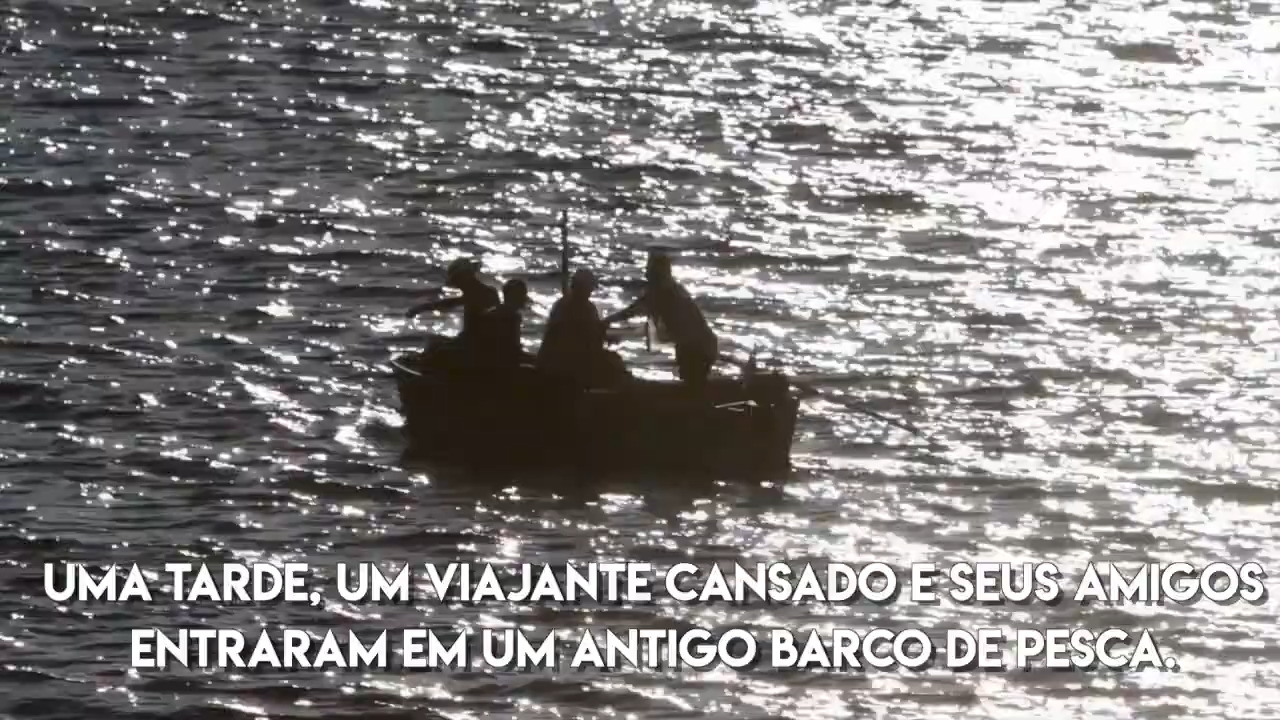 UMA TARDE, UM VIAJANTE CANSADO E SEUS AMIGOS
ENTRARAM EM UM ANTIGO BARCO DE PESCA.